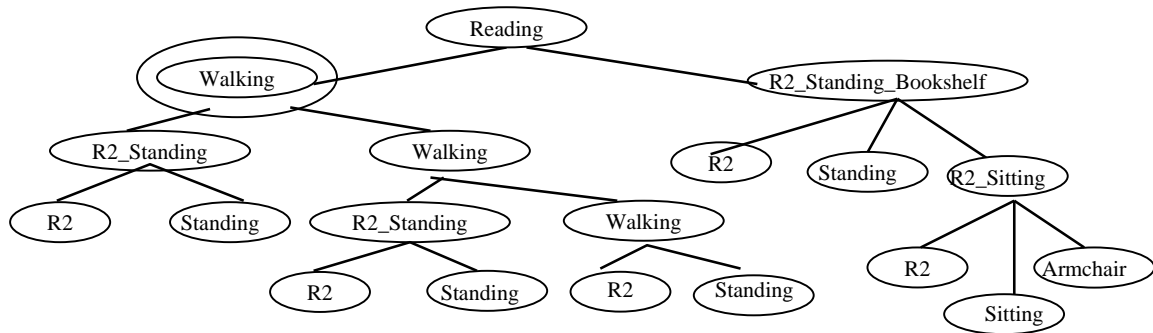 Reading
Walking
R2_Standing_Bookshelf
R2_Standing
Walking
R2
Standing
R2_Sitting
R2
Standing
R2_Standing
Walking
R2
Armchair
R2
Standing
R2
Standing
Sitting